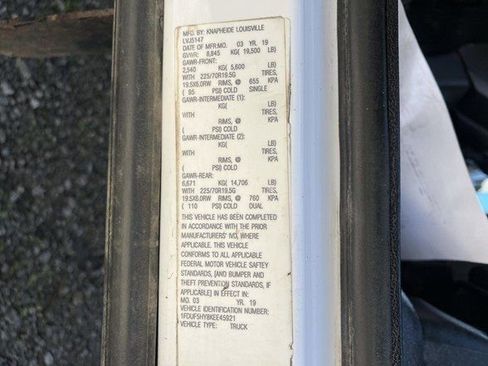 MFG. BY: KNAPHEIDE LOUISVILLE
LVJ5147
DATE OF MFR:MO. 03 YR. 19
GVWR: 8,845 KG( 19,500 LB)
GAWR-FRONT:
2,540 KG( 5,600 LB)
WITH 225/70R19.5G TIRES,
19.5X6.0RW RIMS, @ 655 KPA
( 95 PSI) COLD SINGLE
GAWR-INTERMEDIATE (1):
KG( LB)
WITH TIRES,
RIMS, @ KPA
( PSI) COLD
GAWR-INTERMEDIATE (2):
KG( LB)
WITH TIRES,
RIMS, @ KPA
( PSI) COLD
GAWR-REAR:
6,671 KG( 14,706 LB)
WITH 225/70R19.5G TIRES,
19.5X6.0RW RIMS, @ 760 KPA
( 110 PSI) COLD DUAL
THIS VEHICLE HAS BEEN COMPLETED
IN ACCORDANCE WITH THE PRIOR
MANUFACTURERS' IVD, WHERE
APPLICABLE. THIS VEHICLE
CONFORMS TO ALL APPLICABLE
FEDERAL MOTOR VEHICLE SAFTEY
STANDARDS, [AND BUMPER AND
THEFT PREVENTION STANDARDS, IF
APPLICABLE] IN EFFECT IN:
MO. 03 YR. 19
VEHICLE IDENTIFICATION NUMBER:
1FDUF5HY8KEE45921
VEHICLE TYPE: TRUCK